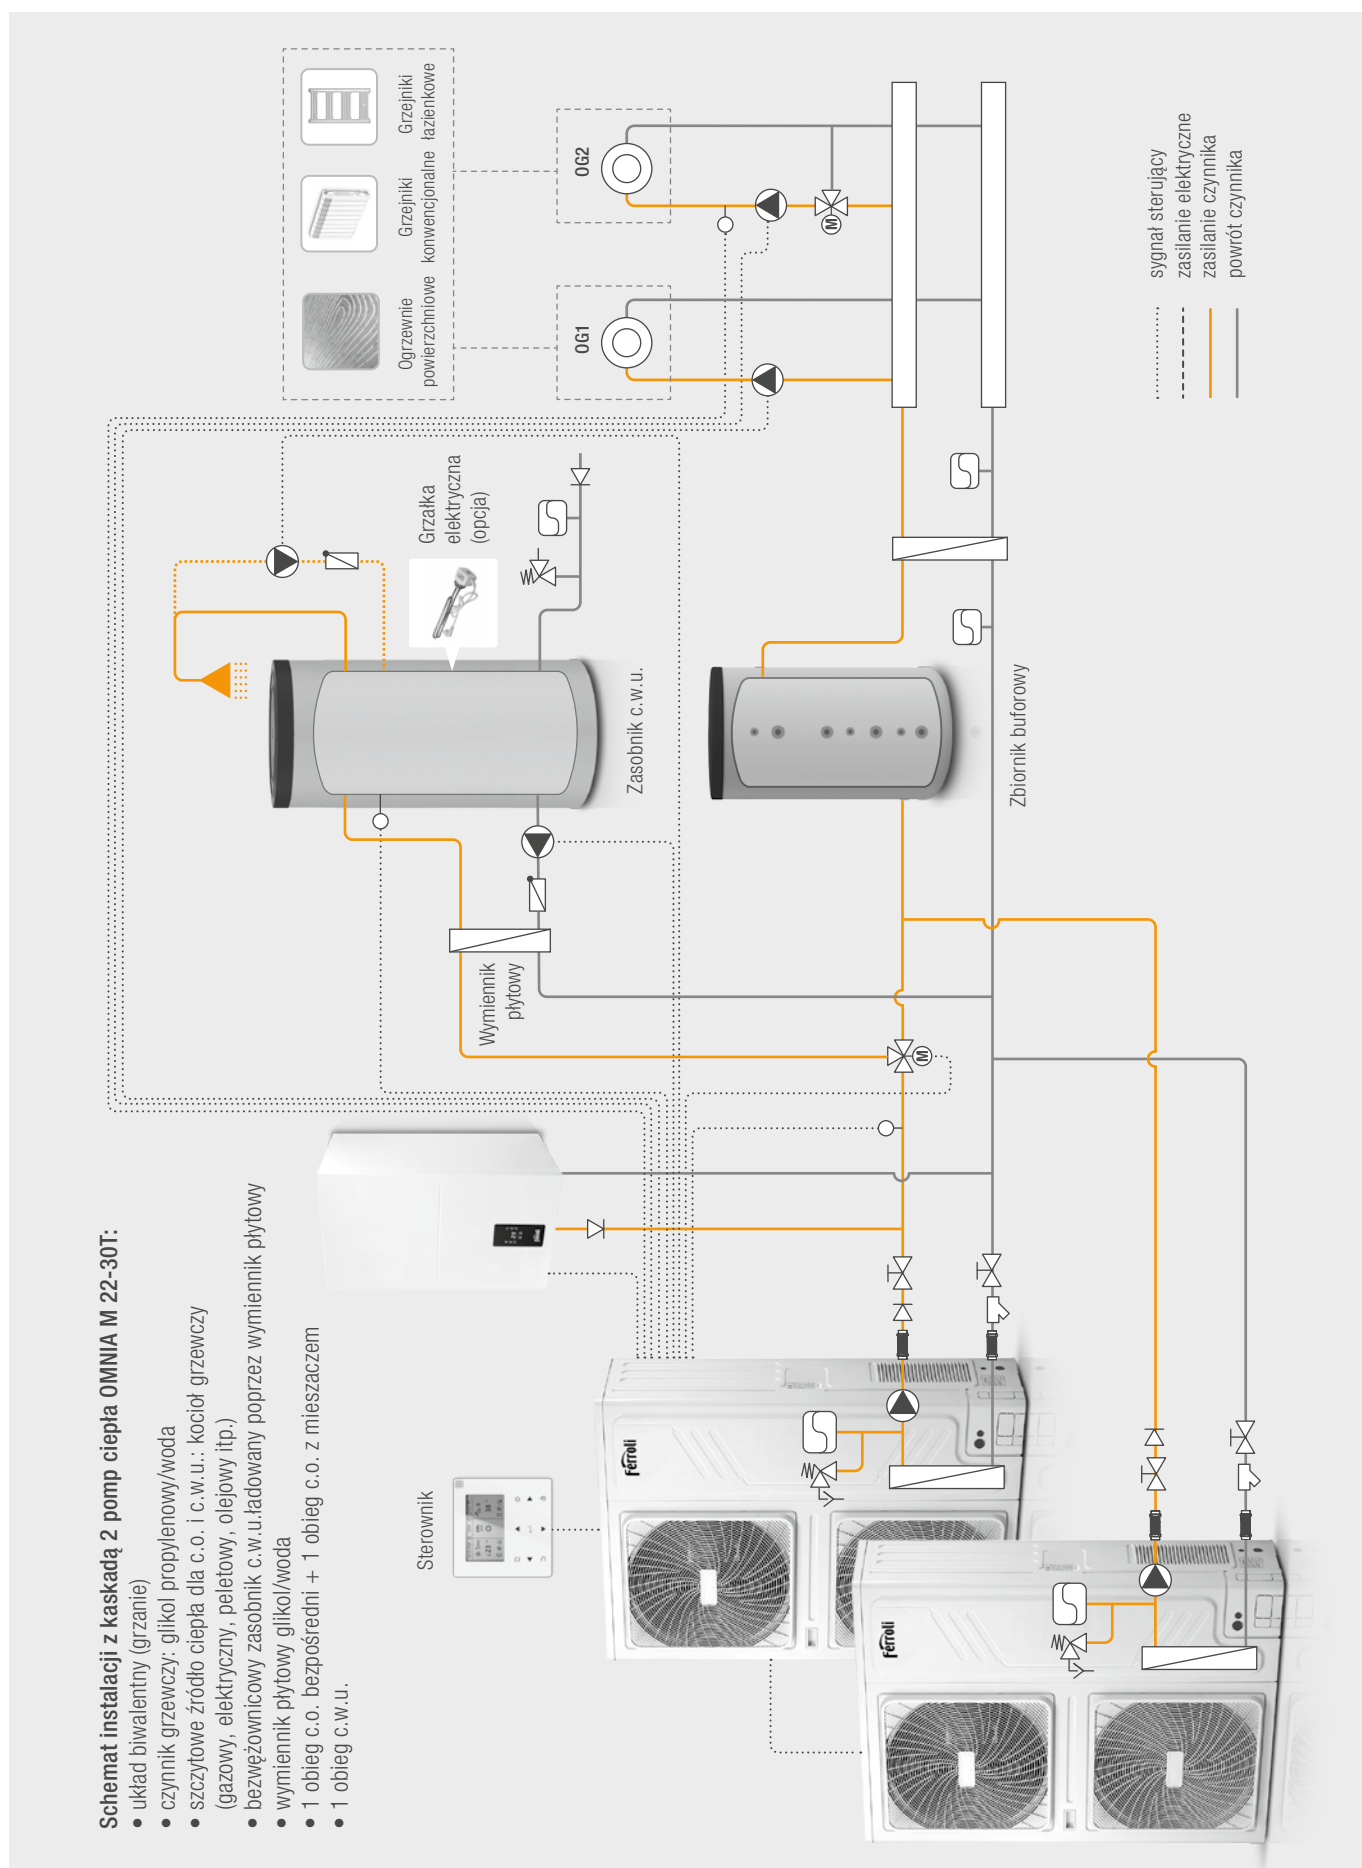 Schemat instalacji z kaskadą 2 pomp ciepła OMNIA M 22-30T:
• układ biwalentny (grzanie)
• czynnik grzewczy: glikol propylenowy/woda
• szczytowe źródło ciepła dla c.o. i c.w.u.: kocioł grzewczy
(gazowy, elektryczny, peletowy, olejowy itp.)
• bezwężownicowy zasobnik c.w.u.ładowany poprzez wymiennik płytowy
• wymiennik płytowy glikol/woda
• 1 obieg c.o. bezpośredni + 1 obieg c.o. z mieszaczem
• 1 obieg c.w.u.
Sterownik
Ferroli
Ferroli
Wymiennik
płytowy
M
Zasobnik c.w.u.
Zbiornik buforowy
Grzałka
elektryczna
(opcja)
Ogrzewnie
powierzchniowe
Grzejniki
konwencjonalne
Grzejniki
łazienkowe
OG1
OG2
M
sygnał sterujący
zasilanie elektryczne
zasilanie czynnika
powrót czynnika